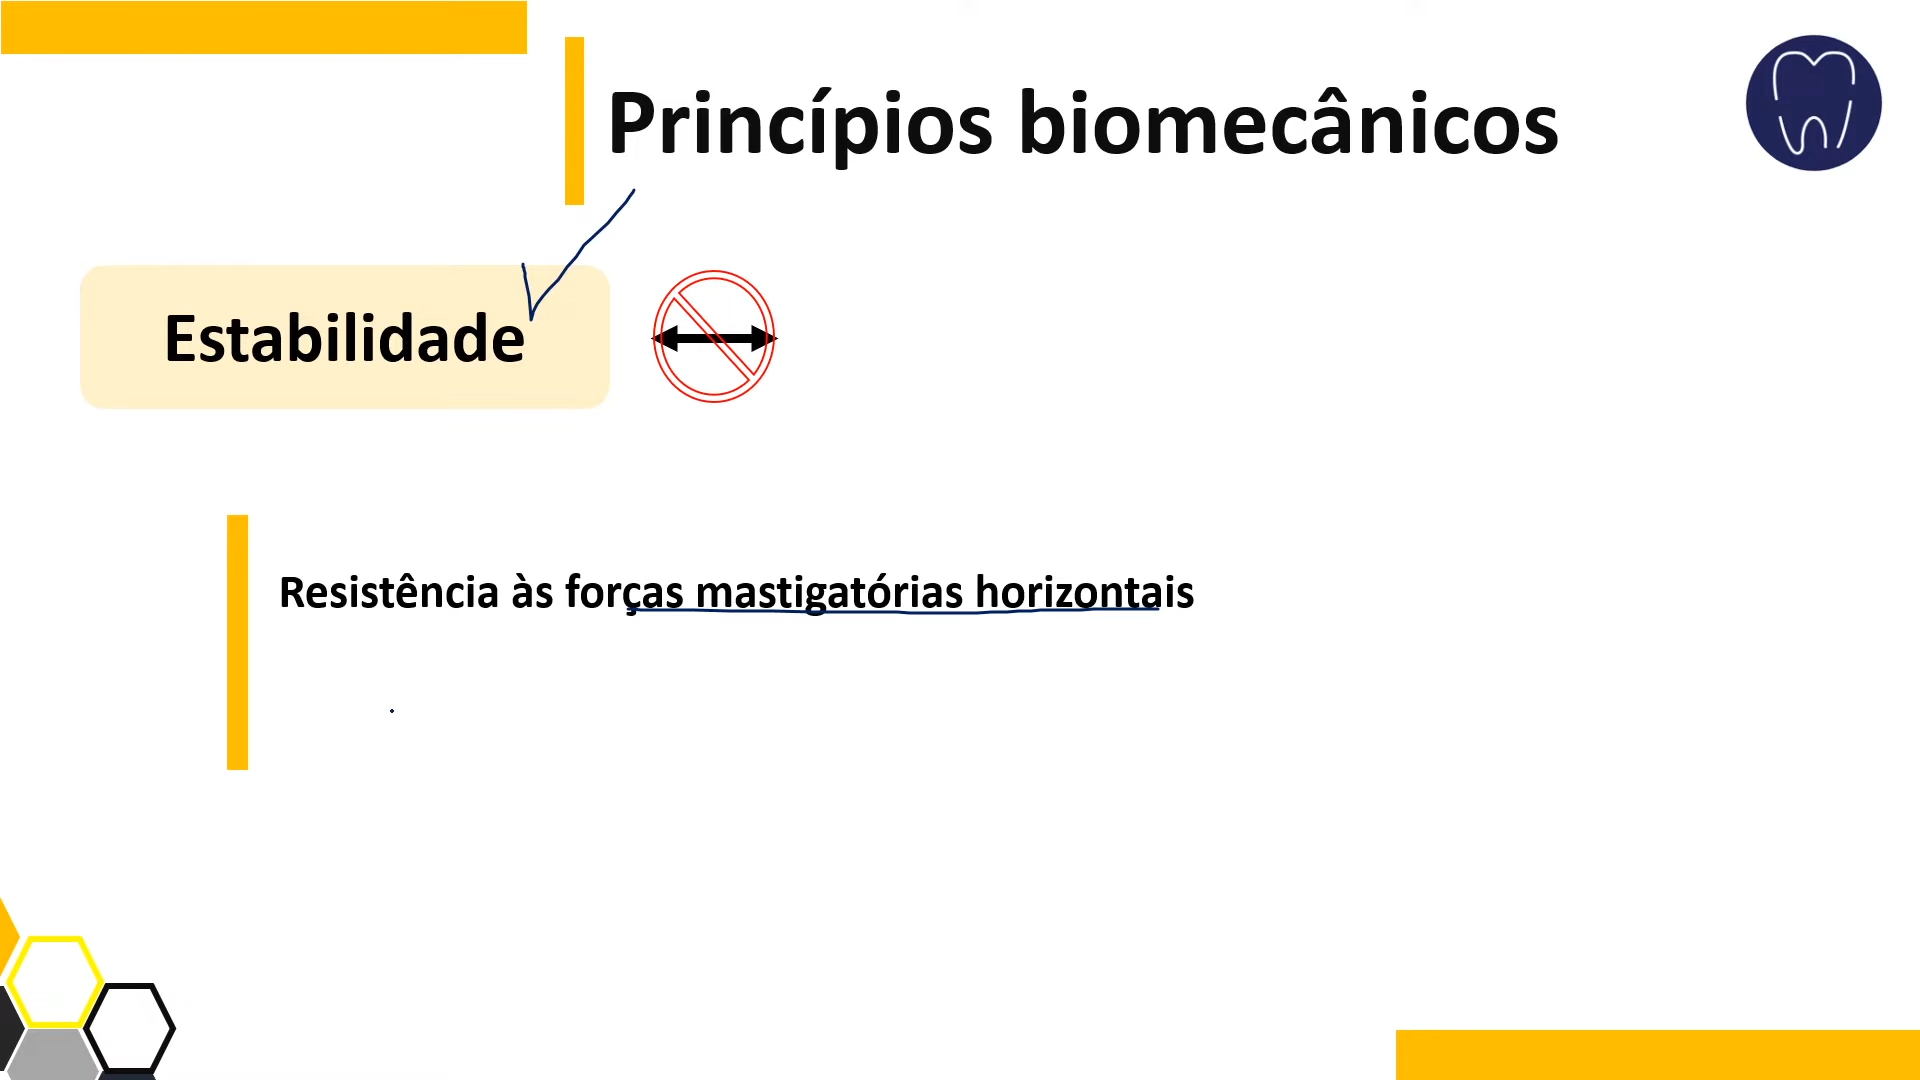 Princípios biomecânicos
Estabilidade
Resistência às forças mastigatórias horizontais